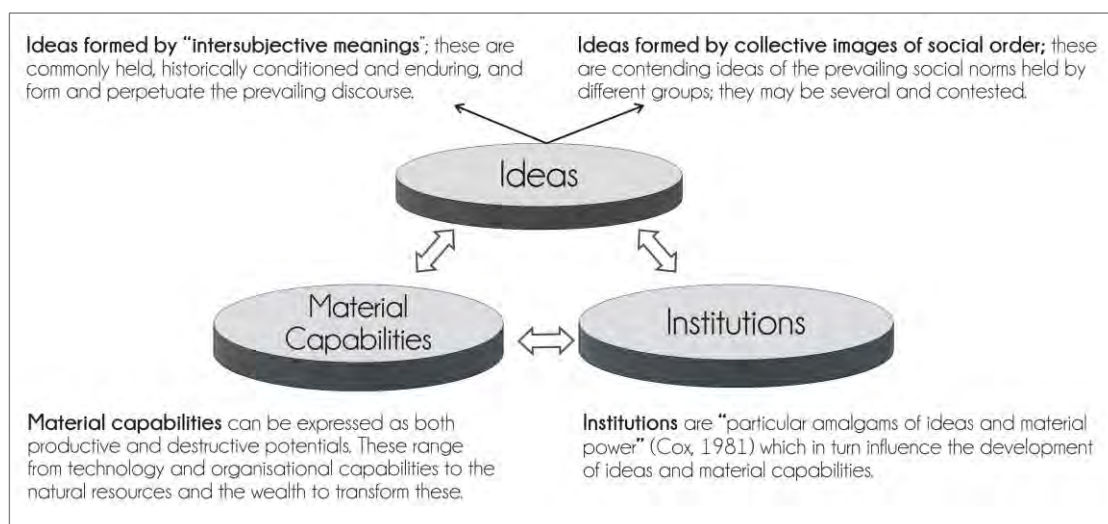 Ideas formed by “intersubjective meanings”; these are
commonly held, historically conditioned and enduring, and
form and perpetuate the prevailing discourse.
Ideas formed by collective images of social order; these
are contending ideas of the prevailing social norms held by
different groups; they may be several and contested.
Ideas
Material
Capabilities
Institutions
Material capabilities can be expressed as both
productive and destructive potentials. These range
from technology and organisational capabilities to the
natural resources and the wealth to transform these.
Institutions are “particular amalgams of ideas and material
power” (Cox, 1981) which in turn influence the development
of ideas and material capabilities.